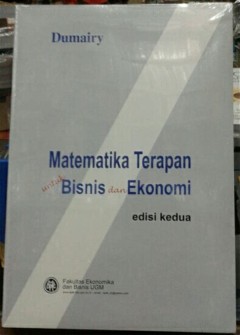 Dumairy
Matematika Terapan
untuk Bisnis dan Ekonomi
edisi kedua
Fakultas Ekonomika
dan Bisnis UGM